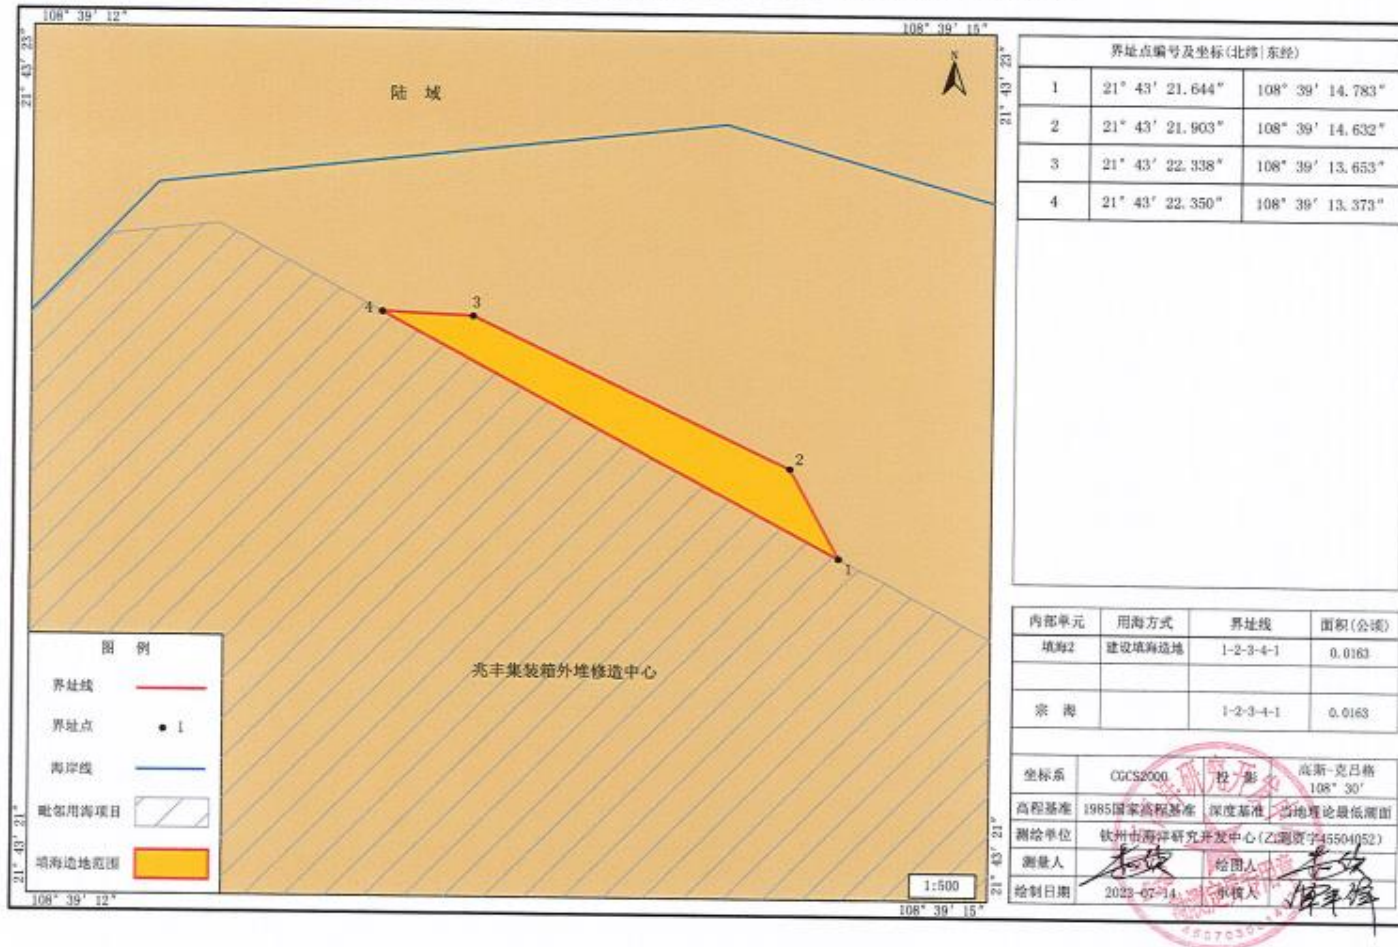 108° 39′ 12″
108° 39′ 15″
21° 43′ 23″
21° 43′ 23″
N
陆 域
4
3
2
1
兆丰集装箱外堆修造中心
图 例
界址线
界址点 1
海岸线
毗邻用海项目
填海造地范围
21° 43′ 21″
21° 43′ 21″
1:500
108° 39′ 12″
108° 39′ 15″
界址点编号及坐标(北纬|东经)
1 21° 43′ 21.644″ 108° 39′ 14.783″
2 21° 43′ 21.903″ 108° 39′ 14.632″
3 21° 43′ 22.338″ 108° 39′ 13.653″
4 21° 43′ 22.350″ 108° 39′ 13.373″
内部单元 用海方式 界址线 面积(公顷)
填海2 建设填海造地 1-2-3-4-1 0.0163
宗 海 1-2-3-4-1 0.0163
坐标系 CGCS2000 投 影 高斯-克吕格 108° 30′
高程基准 1985国家高程基准 深度基准 当地理论最低潮面
测绘单位 钦州市海洋研究开发中心(乙测资字45504052)
测量人 绘图人
绘制日期 2023-07-14 审核人